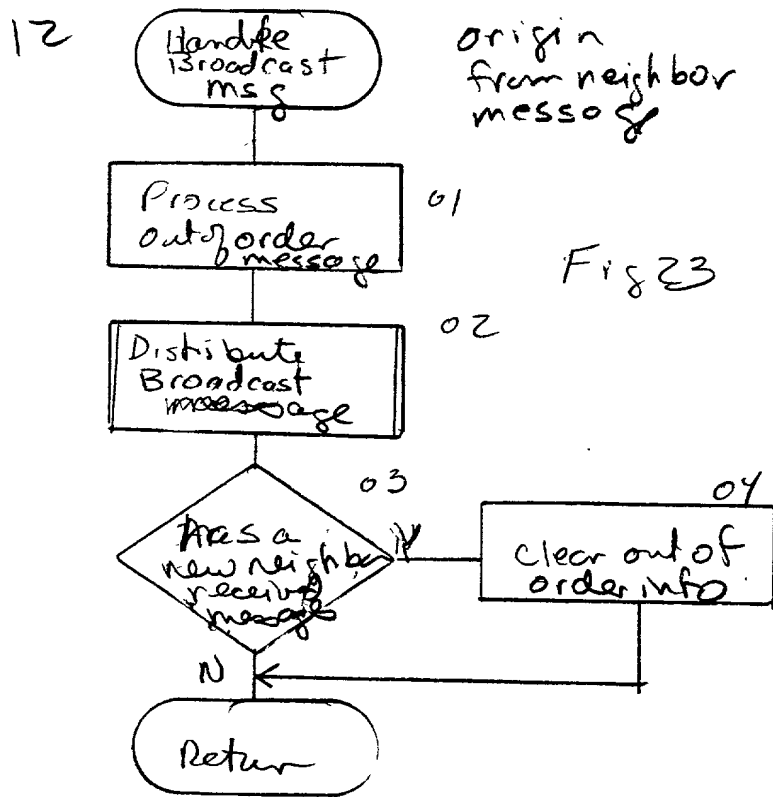 12
Handle
Broadcast
msg
origin
from neighbor
message
Process
out of order
message
01
Fig 23
Distribute
Broadcast
message
02
03
Has a
new neighbor
received
message
Y
04
clear out of
order info
N
Return